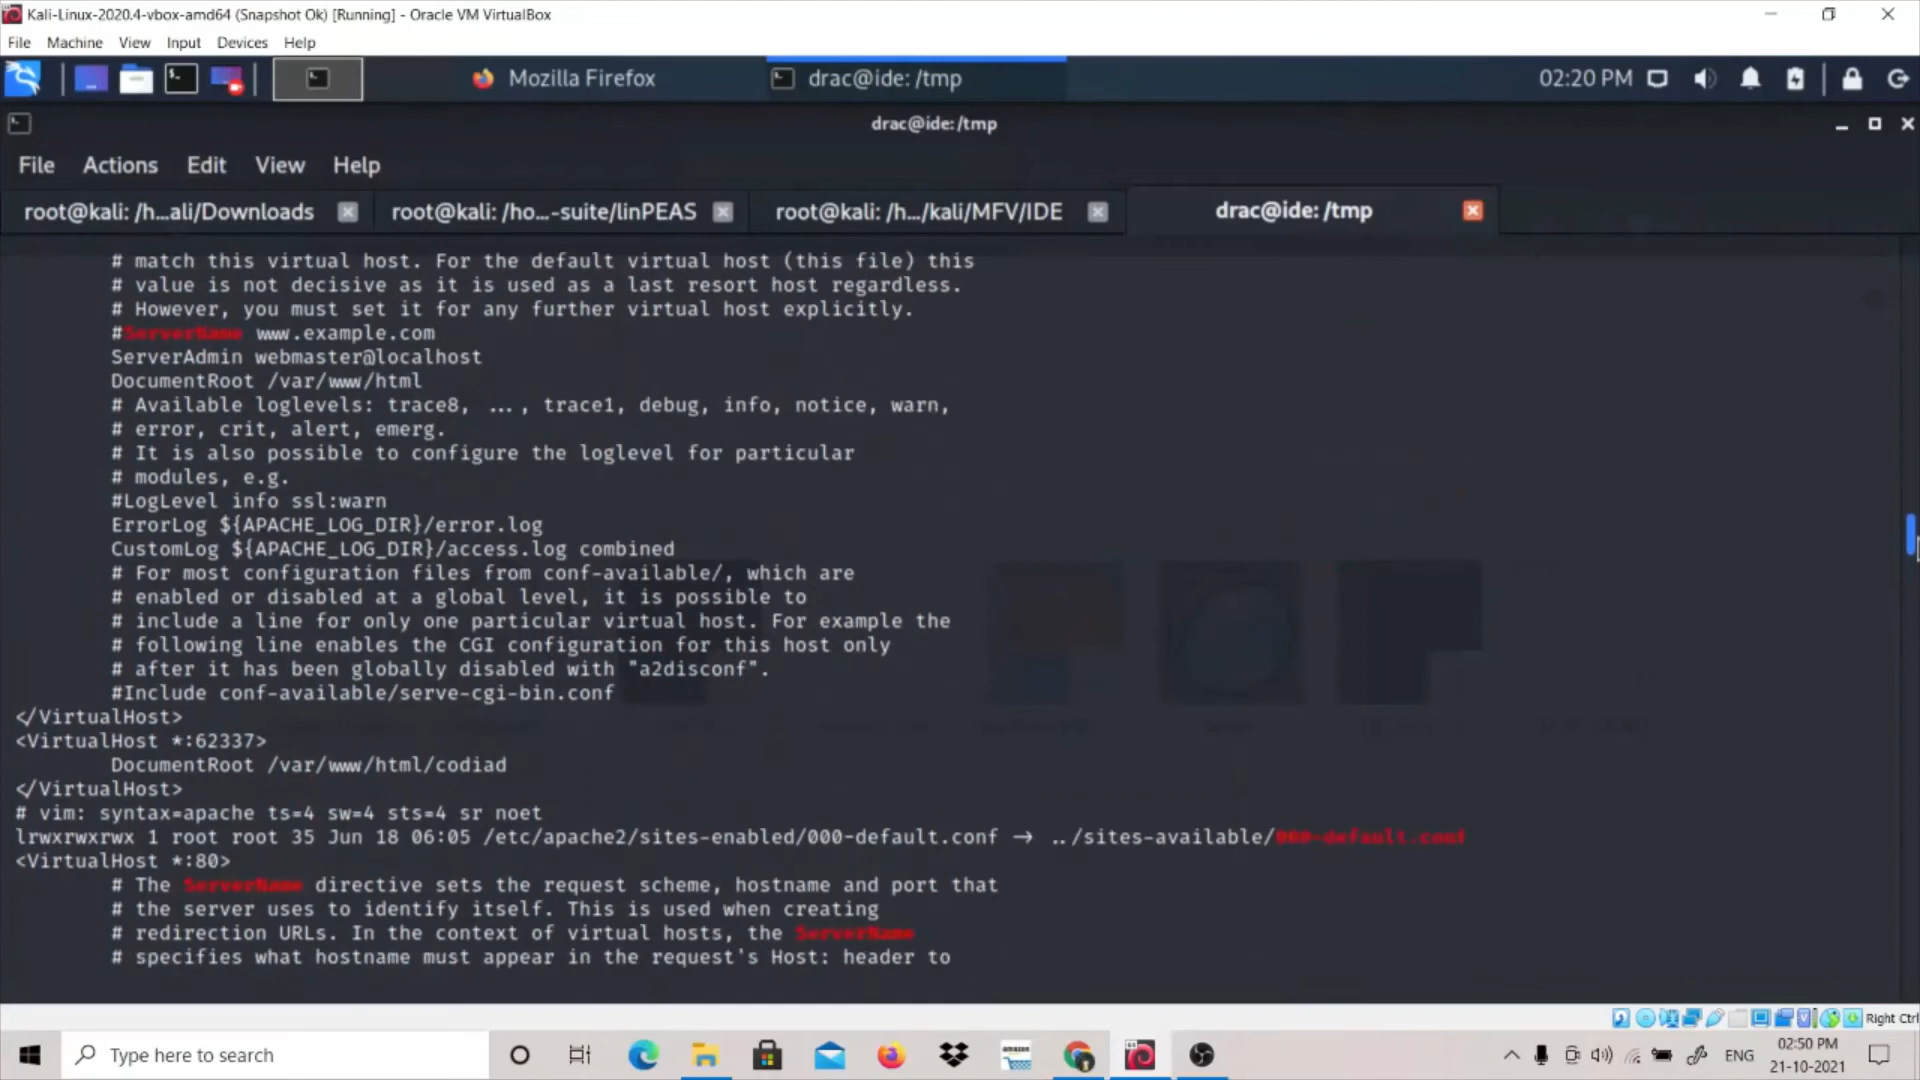 Kali-Linux-2020.4-vbox-amd64 (Snapshot Ok) [Running] - Oracle VM VirtualBox
File Machine View Input Devices Help
Mozilla Firefox
drac@ide: /tmp
02:20 PM
drac@ide:/tmp
File Actions Edit View Help
root@kali: /h...ali/Downloads
root@kali: /ho...-suite/linPEAS
root@kali: /h.../kali/MFV/IDE
drac@ide: /tmp
# match this virtual host. For the default virtual host (this file) this
# value is not decisive as it is used as a last resort host regardless.
# However, you must set it for any further virtual host explicitly.
#ServerName www.example.com
ServerAdmin webmaster@localhost
DocumentRoot /var/www/html
# Available loglevels: trace8, ..., trace1, debug, info, notice, warn,
# error, crit, alert, emerg.
# It is also possible to configure the loglevel for particular
# modules, e.g.
#LogLevel info ssl:warn
ErrorLog ${APACHE_LOG_DIR}/error.log
CustomLog ${APACHE_LOG_DIR}/access.log combined
# For most configuration files from conf-available/, which are
# enabled or disabled at a global level, it is possible to
# include a line for only one particular virtual host. For example the
# following line enables the CGI configuration for this host only
# after it has been globally disabled with "a2disconf".
#Include conf-available/serve-cgi-bin.conf
</VirtualHost>
<VirtualHost *:62337>
DocumentRoot /var/www/html/codiad
</VirtualHost>
# vim: syntax=apache ts=4 sw=4 sts=4 sr noet
lrwxrwxrwx 1 root root 35 Jun 18 06:05 /etc/apache2/sites-enabled/000-default.conf → ../sites-available/000-default.conf
<VirtualHost *:80>
# The ServerName directive sets the request scheme, hostname and port that
# the server uses to identify itself. This is used when creating
# redirection URLs. In the context of virtual hosts, the ServerName
# specifies what hostname must appear in the request's Host: header to
Right Ctrl
Type here to search
amazon
ENG
02:50 PM
21-10-2021